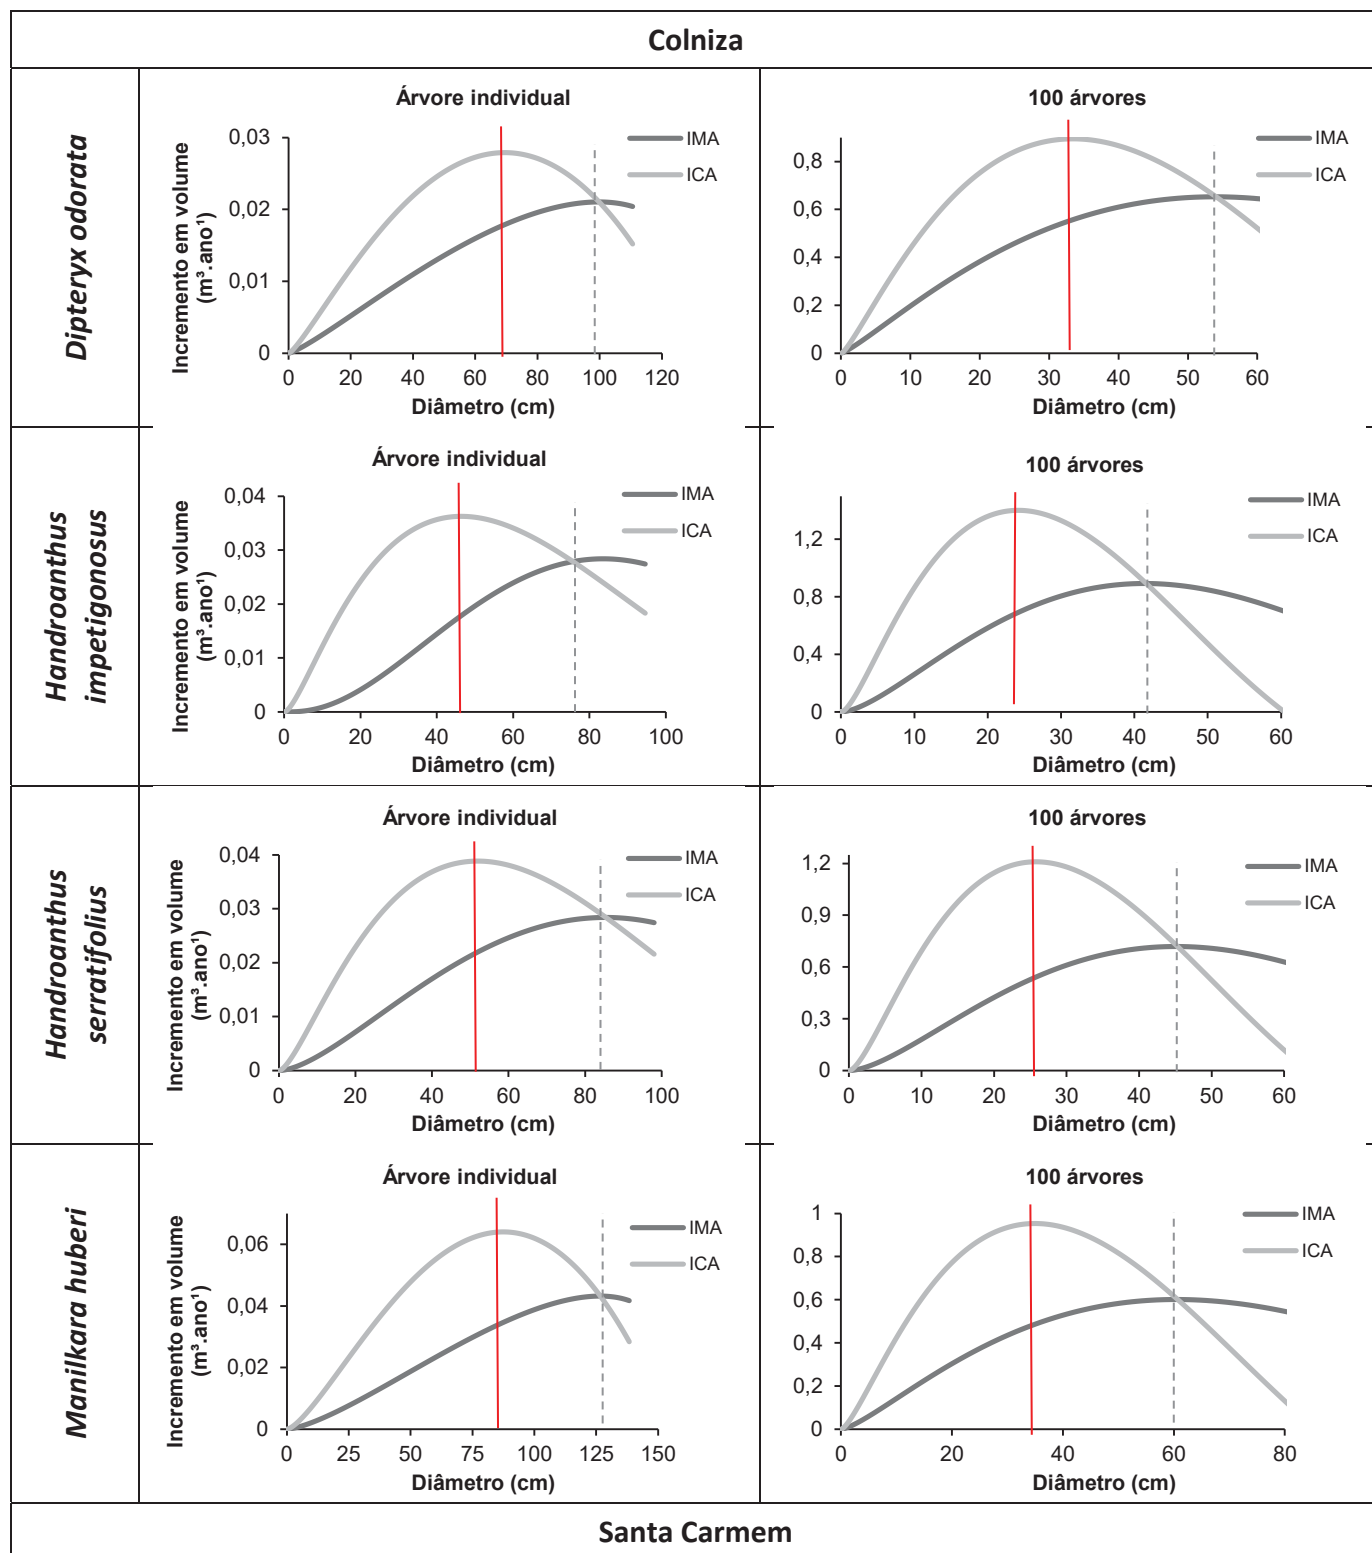 Colniza
Dipteryx odorata
Árvore individual
Incremento em volume
(m³.ano¹)
0,03
0,02
0,01
0
0 20 40 60 80 100 120
Diâmetro (cm)
IMA
ICA
100 árvores
0,8
0,6
0,4
0,2
0
0 10 20 30 40 50 60
Diâmetro (cm)
IMA
ICA
Handroanthus
impetigonosus
Árvore individual
Incremento em volume
(m³.ano¹)
0,04
0,03
0,02
0,01
0
0 20 40 60 80 100
Diâmetro (cm)
IMA
ICA
100 árvores
1,2
0,8
0,4
0
0 10 20 30 40 50 60
Diâmetro (cm)
IMA
ICA
Handroanthus
serratifolius
Árvore individual
Incremento em volume
(m³.ano¹)
0,04
0,03
0,02
0,01
0
0 20 40 60 80 100
Diâmetro (cm)
IMA
ICA
100 árvores
1,2
0,9
0,6
0,3
0
0 10 20 30 40 50 60
Diâmetro (cm)
IMA
ICA
Manilkara huberi
Árvore individual
Incremento em volume
(m³.ano¹)
0,06
0,04
0,02
0
0 25 50 75 100 125 150
Diâmetro (cm)
IMA
ICA
100 árvores
1
0,8
0,6
0,4
0,2
0
0 20 40 60 80
Diâmetro (cm)
IMA
ICA
Santa Carmem